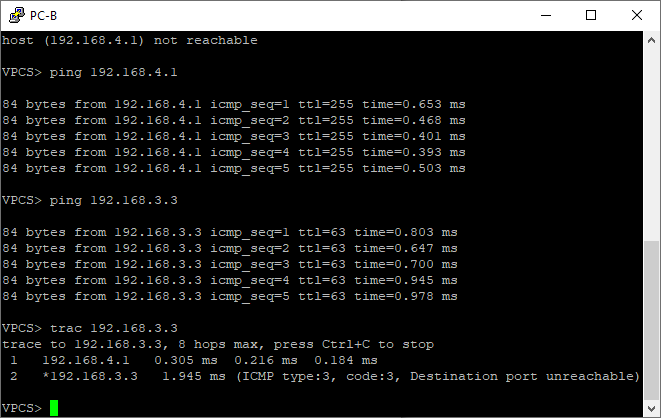 PC-B
host (192.168.4.1) not reachable
VPCS> ping 192.168.4.1
84 bytes from 192.168.4.1 icmp_seq=1 ttl=255 time=0.653 ms
84 bytes from 192.168.4.1 icmp_seq=2 ttl=255 time=0.468 ms
84 bytes from 192.168.4.1 icmp_seq=3 ttl=255 time=0.401 ms
84 bytes from 192.168.4.1 icmp_seq=4 ttl=255 time=0.393 ms
84 bytes from 192.168.4.1 icmp_seq=5 ttl=255 time=0.503 ms
VPCS> ping 192.168.3.3
84 bytes from 192.168.3.3 icmp_seq=1 ttl=63 time=0.803 ms
84 bytes from 192.168.3.3 icmp_seq=2 ttl=63 time=0.647 ms
84 bytes from 192.168.3.3 icmp_seq=3 ttl=63 time=0.700 ms
84 bytes from 192.168.3.3 icmp_seq=4 ttl=63 time=0.945 ms
84 bytes from 192.168.3.3 icmp_seq=5 ttl=63 time=0.978 ms
VPCS> trac 192.168.3.3
trace to 192.168.3.3, 8 hops max, press Ctrl+C to stop
 1   192.168.4.1   0.305 ms  0.216 ms  0.184 ms
 2   *192.168.3.3   1.945 ms (ICMP type:3, code:3, Destination port unreachable)
VPCS>